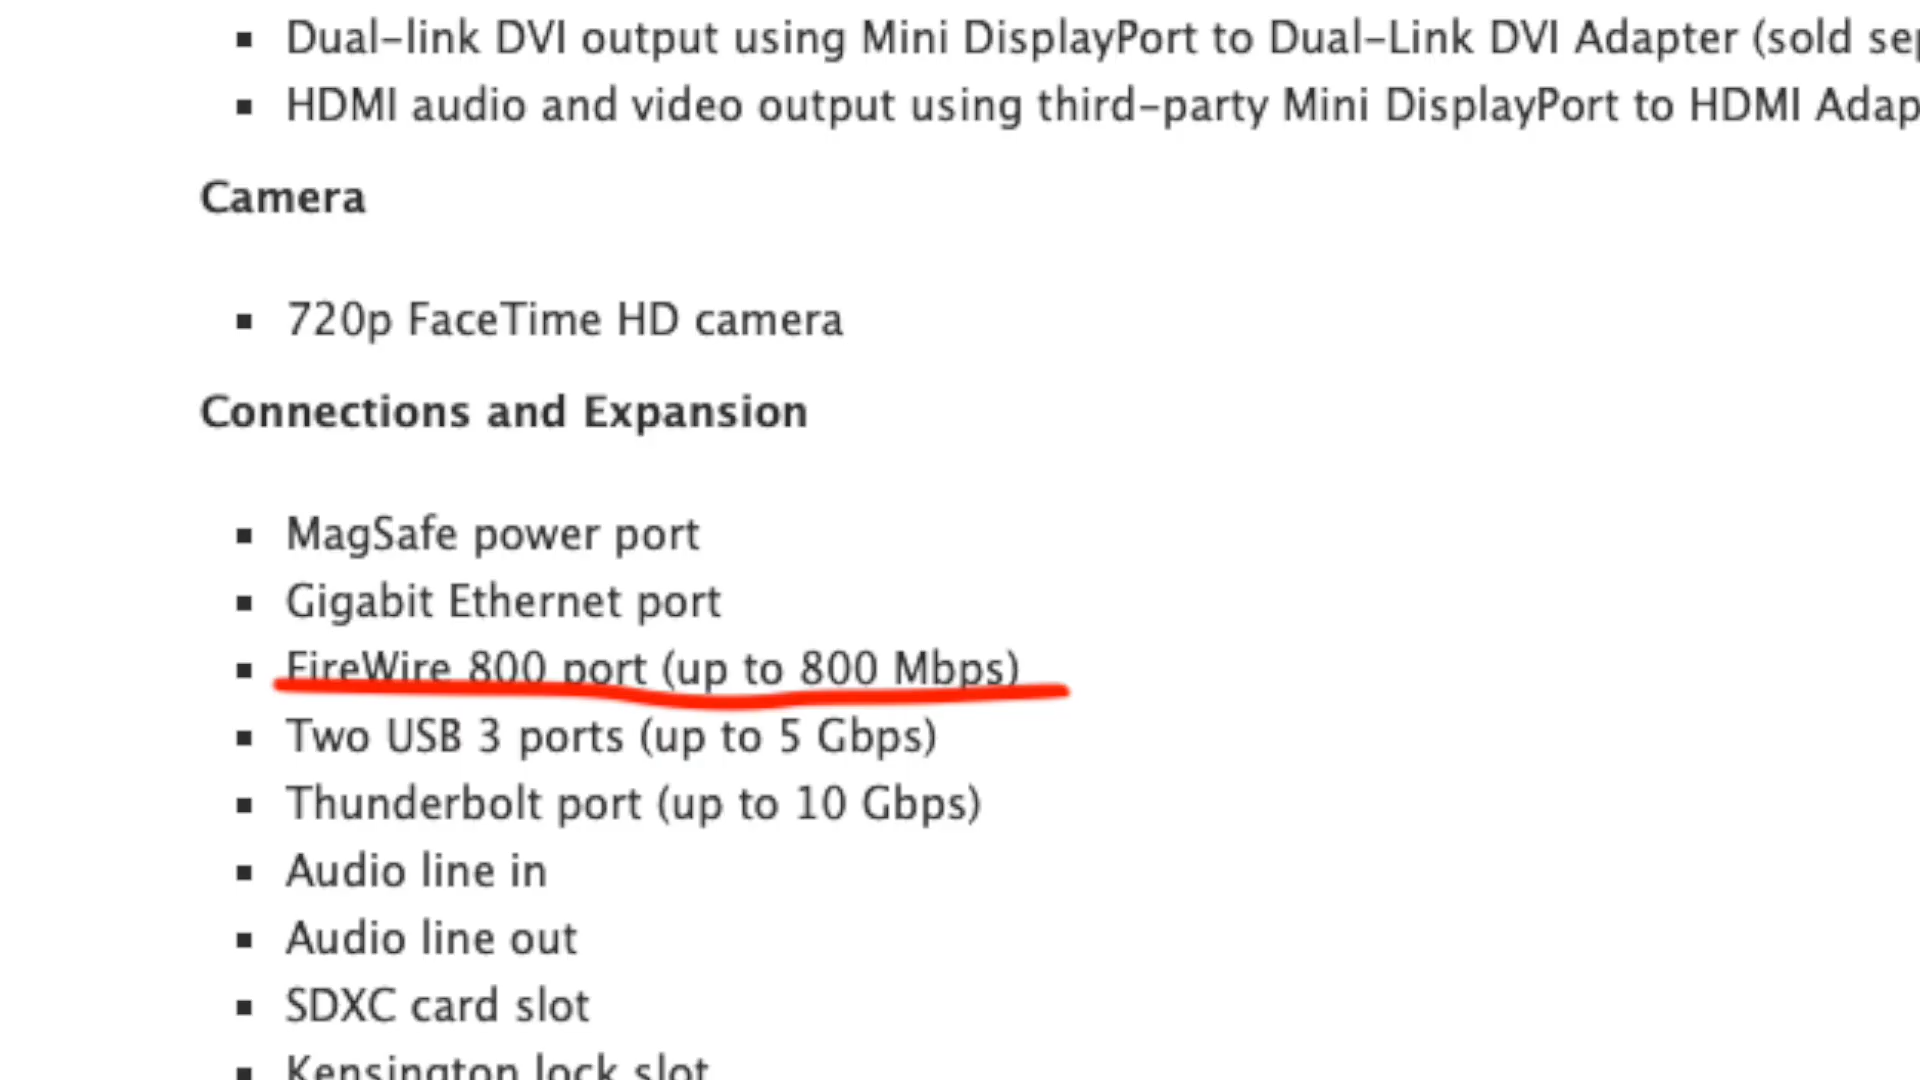 ▪ Dual-link DVI output using Mini DisplayPort to Dual-Link DVI Adapter (sold
▪ HDMI audio and video output using third-party Mini DisplayPort to HDMI
Camera
▪ 720p FaceTime HD camera
Connections and Expansion
▪ MagSafe power port
▪ Gigabit Ethernet port
▪ FireWire 800 port (up to 800 Mbps)
▪ Two USB 3 ports (up to 5 Gbps)
▪ Thunderbolt port (up to 10 Gbps)
▪ Audio line in
▪ Audio line out
▪ SDXC card slot
▪ Kensington lock slot